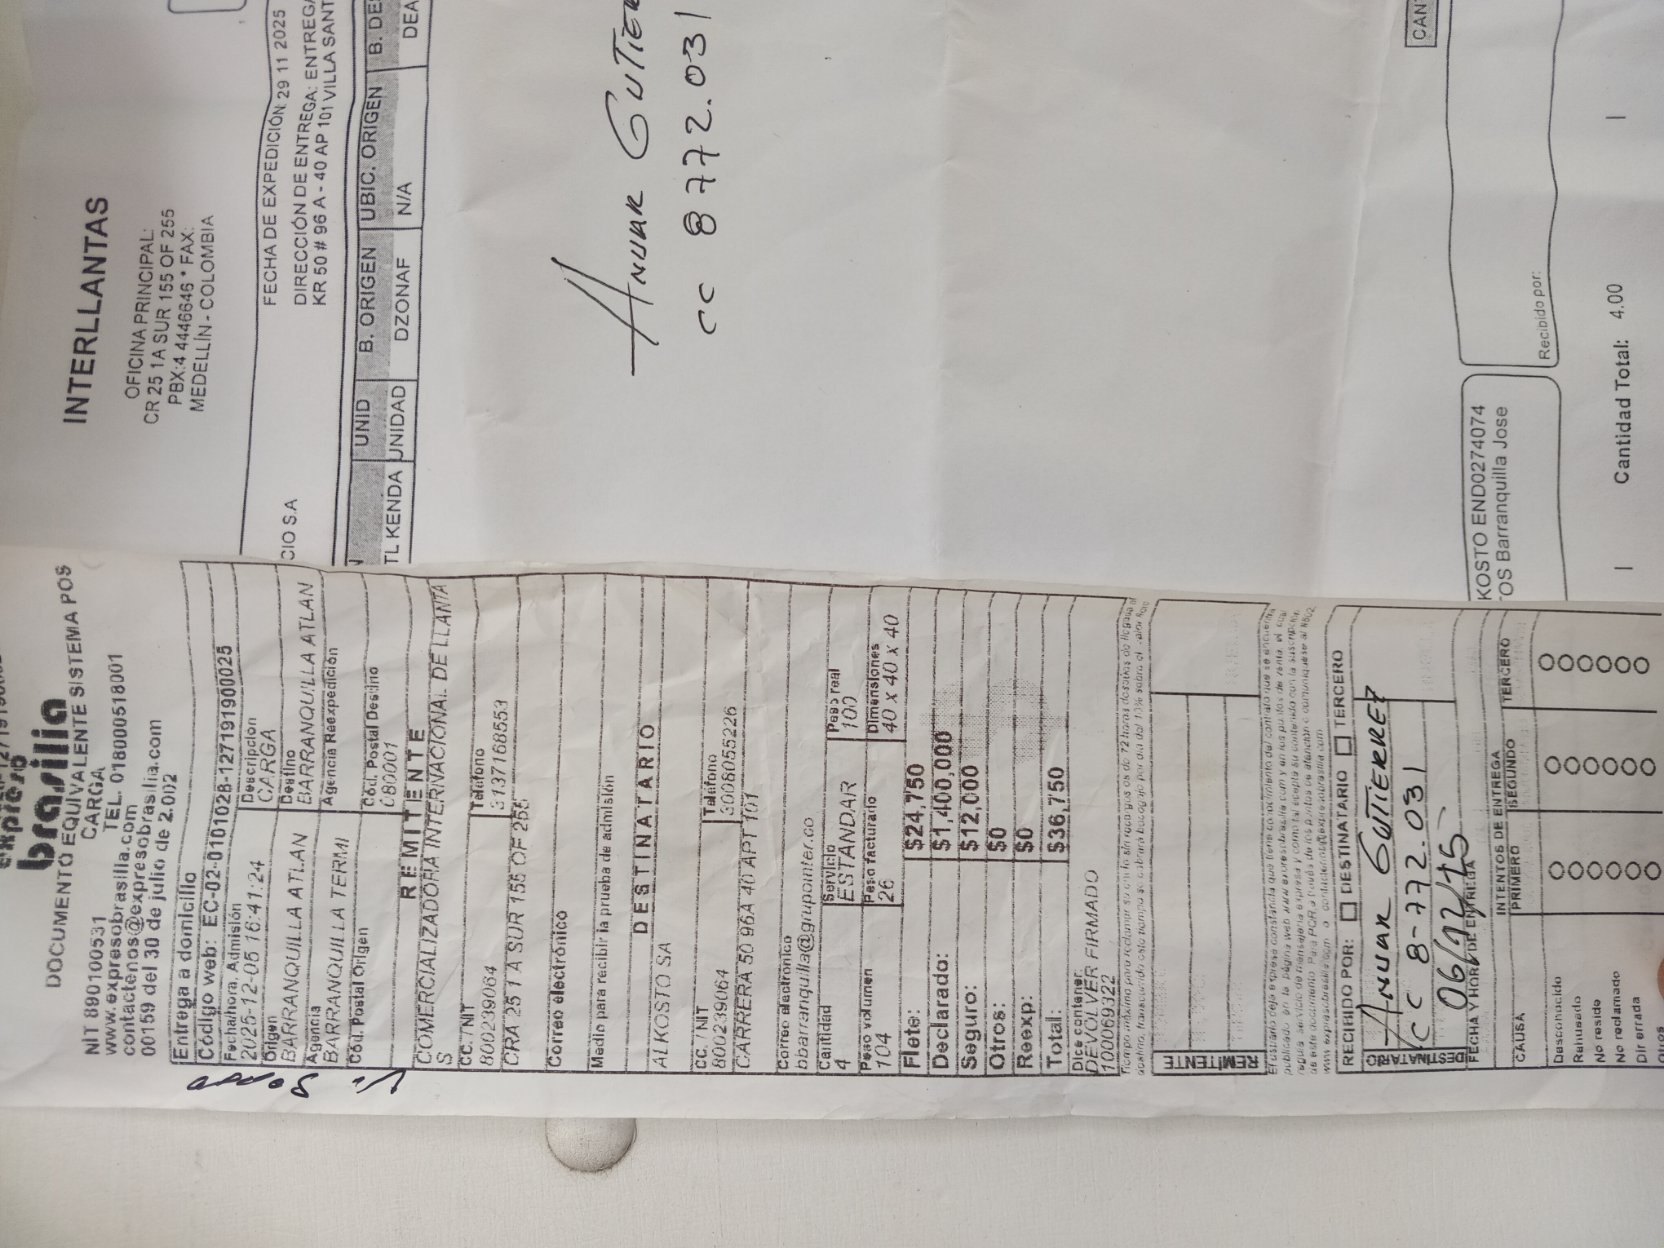 brasilia
DOCUMENTO EQUIVALENTE SISTEMA POS
CARGA
NIT 890100531
TEL. 018000518001
www.expresobrasilia.com
contactenos@expresobrasilia.com
00159 del 30 de julio de 2.002
Entrega a domicilio
Código web: EC-02-0101028-12719190025
Fecha/hora. Admisión
2025-12-05 16:41:24
Descripción
CARGA
Origen
BARRANQUILLA ATLAN
Destino
BARRANQUILLA ATLAN
Agencia
BARRANQUILLA TERMI
Agencia Reexpedición
Cód. Postal Origen
Cód. Postal Destino
080001
REMITENTE
COMERCIALIZADORA INTERNACIONAL DE LLANTA
S
CC. / NIT
800239064
Teléfono
3137168553
CRA 25 1 A SUR 155 OF 255
Correo electrónico
Medio para recibir la prueba de admisión
DESTINATARIO
ALKOSTO SA
CC. / NIT
800239064
Teléfono
3008055226
CARRERA 50 96A 40 APT 101
Correo electrónico
bbarranquilla@grupointer.co
Cantidad
4
Servicio
ESTANDAR
Peso real
100
Peso volumen
104
Peso facturado
26
Dimensiones
40 x 40 x 40
Flete: $24,750
Declarado: $1,400,000
Seguro: $12,000
Otros: $0
Reexp: $0
Total: $36,750
Dice contener:
DEVOLVER FIRMADO
1000069322
REMITENTE
RECIBIDO POR: DESTINATARIO TERCERO
DESTINATARIO
ANUAR GUTIERREZ
CC 8-772.031
06/12/25
FECHA Y HORA DE ENTREGA
INTENTOS DE ENTREGA
CAUSA PRIMERO SEGUNDO TERCERO
Desconocido
Rehusado
No reside
No reclamado
Dir errada
Otros
INTERLLANTAS
OFICINA PRINCIPAL:
CR 25 1A SUR 155 OF 255
PBX:4 4446646 * FAX:
MEDELLÍN - COLOMBIA
FECHA DE EXPEDICIÓN 29 11 2025
CIO S.A
DIRECCIÓN DE ENTREGA: ENTREGA
KR 50 # 96 A - 40 AP 101 VILLA SANT
UNID B. ORIGEN UBIC. ORIGEN B. DE
TL KENDA UNIDAD DZONAF N/A DEA
ANUAR GUTIER
CC 8772.031
CAN
KOSTO END0274074
TOS Barranquilla Jose
Recibido por:
Cantidad Total: 4.00